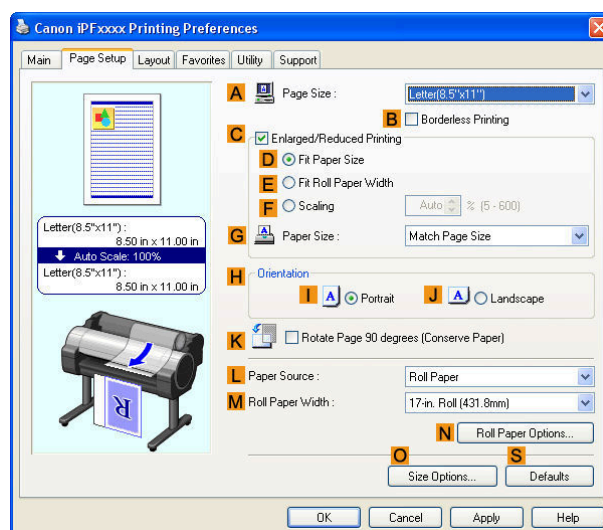 Canon iPFxxxx Printing Preferences
Main Page Setup Layout Favorites Utility Support
A Page Size : Letter(8.5"x11")
B Borderless Printing
C Enlarged/Reduced Printing
D Fit Paper Size
E Fit Roll Paper Width
F Scaling Auto % (5 - 600)
Letter(8.5"x11") :
8.50 in x 11.00 in
Auto Scale: 100%
Letter(8.5"x11") :
8.50 in x 11.00 in
G Paper Size : Match Page Size
H Orientation
I A Portrait J A Landscape
K Rotate Page 90 degrees (Conserve Paper)
R
L Paper Source : Roll Paper
M Roll Paper Width : 17-in. Roll (431.8mm)
N Roll Paper Options...
O S
Size Options... Defaults
OK Cancel Apply Help